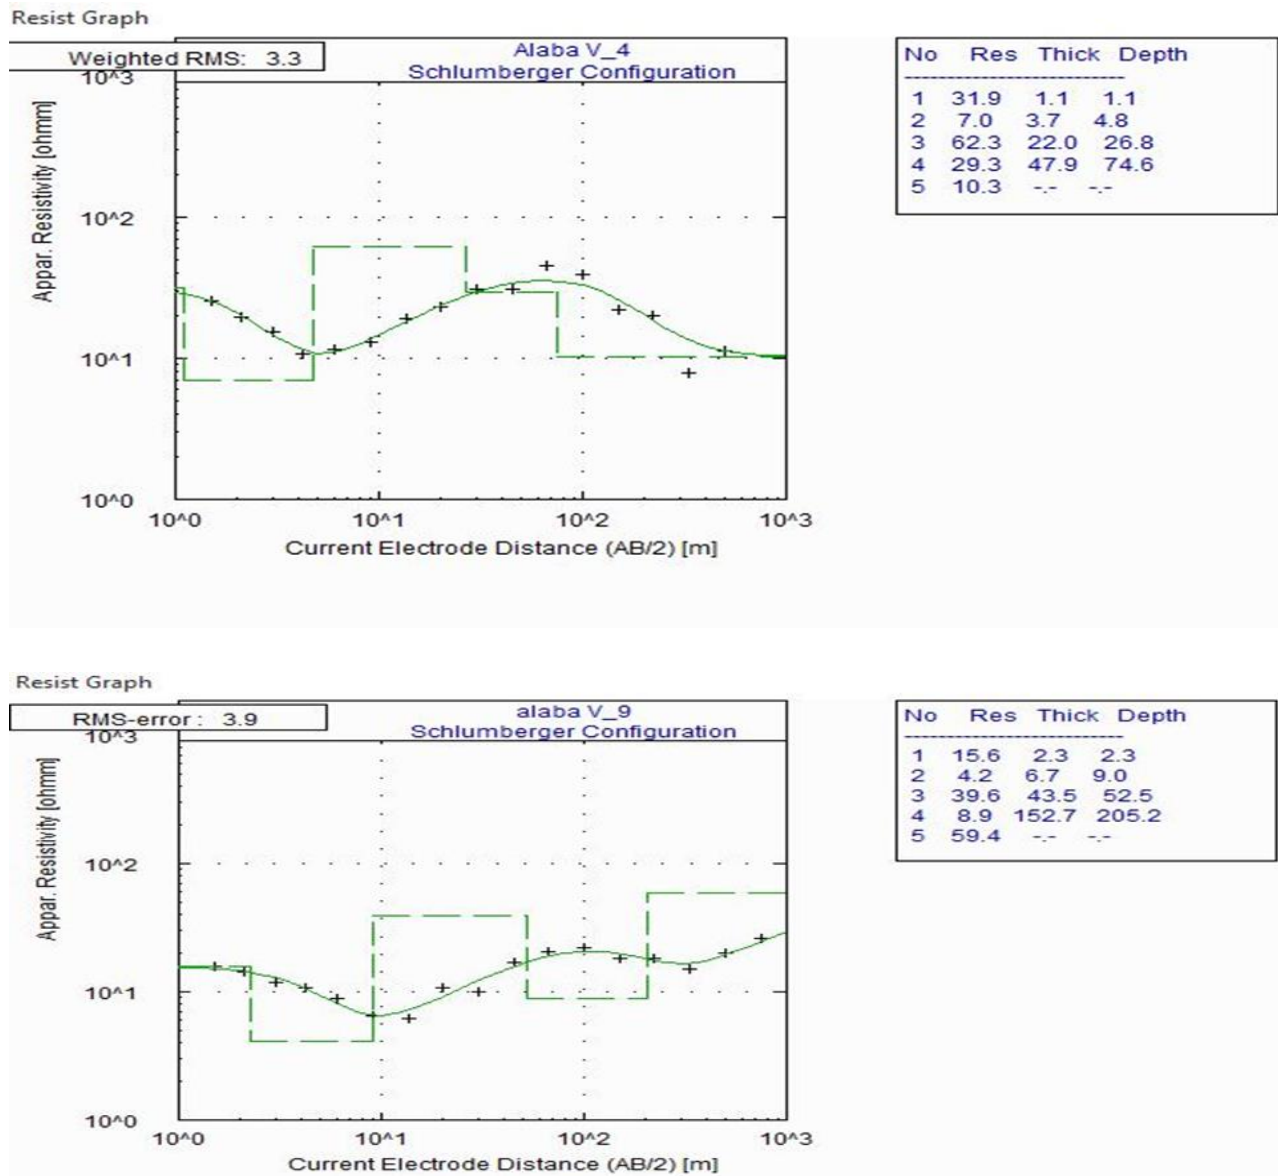 Resist Graph
Weighted RMS: 3.3
Alaba V_4
Schlumberger Configuration
No Res Thick Depth
1 31.9 1.1 1.1
2 7.0 3.7 4.8
3 62.3 22.0 26.8
4 29.3 47.9 74.6
5 10.3 -.- -.-
Appar. Resistivity [ohmm]
10^3
10^2
10^1
10^0
10^0 10^1 10^2 10^3
Current Electrode Distance (AB/2) [m]
Resist Graph
RMS-error : 3.9
alaba V_9
Schlumberger Configuration
No Res Thick Depth
1 15.6 2.3 2.3
2 4.2 6.7 9.0
3 39.6 43.5 52.5
4 8.9 152.7 205.2
5 59.4 -.- -.-
Appar. Resistivity [ohmm]
10^3
10^2
10^1
10^0
10^0 10^1 10^2 10^3
Current Electrode Distance (AB/2) [m]